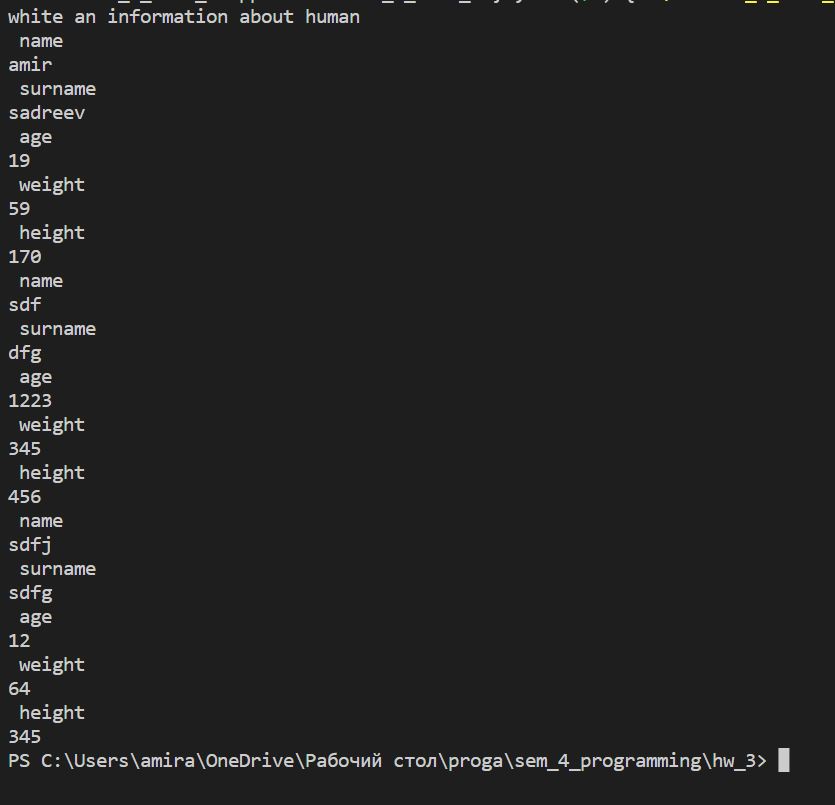 white an information about human
name
amir
surname
sadreev
age
19
weight
59
height
170
name
sdf
surname
dfg
age
1223
weight
345
height
456
name
sdfj
surname
sdfg
age
12
weight
64
height
345
PS C:\Users\amira\OneDrive\Рабочий стол\proga\sem_4_programming\hw_3>